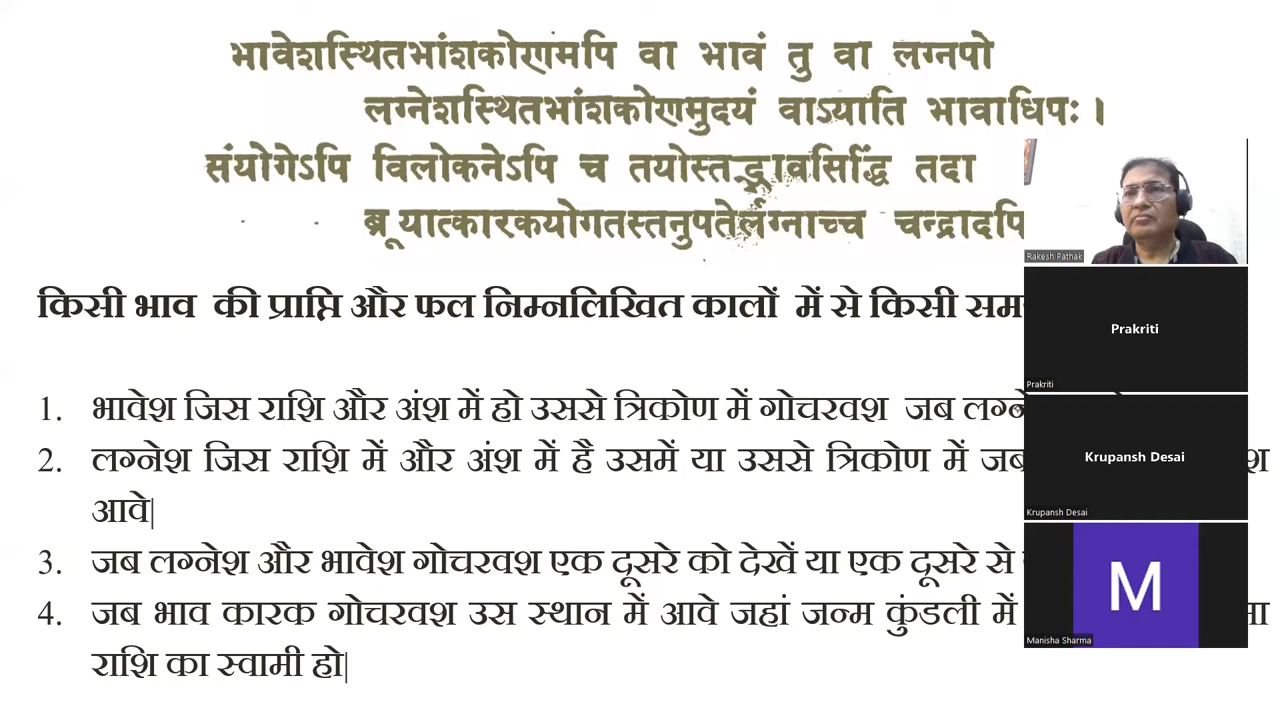 भावेशस्थितभांशकोणमपि वा भावं तु वा लग्नपो
लग्नेशस्थितभांशकोणमुदयं वाऽयाति भावाधिपः ।
संयोगेऽपि विलोकनेऽपि च तयोस्तद्भावसिद्धिं तदा
ब्रूयात्कारकयोगतस्तनुपतेर्लग्नाच्च चन्द्रादपि
Rakesh Pathak
किसी भाव की प्राप्ति और फल निम्नलिखित कालों में से किसी
Prakriti
Prakriti
1. भावेश जिस राशि और अंश में हो उससे त्रिकोण में गोचरवश जब
2. लग्नेश जिस राशि में और अंश में है उसमें या उससे त्रिकोण में जब
Krupansh Desai
Krupansh Desai
आवे|
3. जब लग्नेश और भावेश गोचरवश एक दूसरे को देखें या एक दूसरे से
4. जब भाव कारक गोचरवश उस स्थान में आवे जहां जन्म कुंडली में
M
Manisha Sharma
राशि का स्वामी हो|